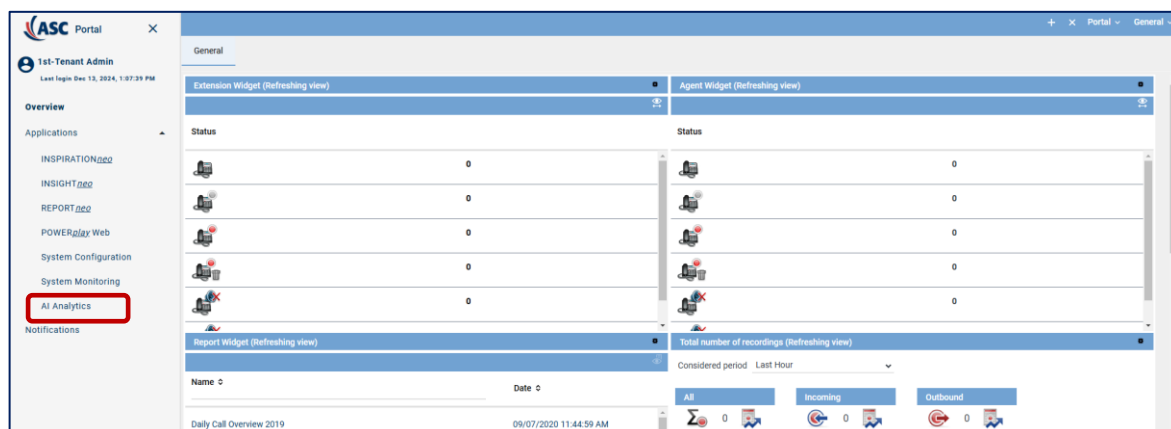 ASC Portal
1st-Tenant Admin
Last login Dec 13, 2024, 1:07:39 PM
Overview
Applications
INSPIRATIONneo
INSIGHTneo
REPORTneo
POWERplay Web
System Configuration
System Monitoring
AI Analytics
Notifications
Portal General
General
Extension Widget (Refreshing view)
Status
0
0
0
0
0
Agent Widget (Refreshing view)
Status
0
0
0
0
0
Report Widget (Refreshing view)
Name Date
Daily Call Overview 2019 09/07/2020 11:44:59 AM
Total number of recordings (Refreshing view)
Considered period Last Hour
All Incoming Outbound
0 0 0